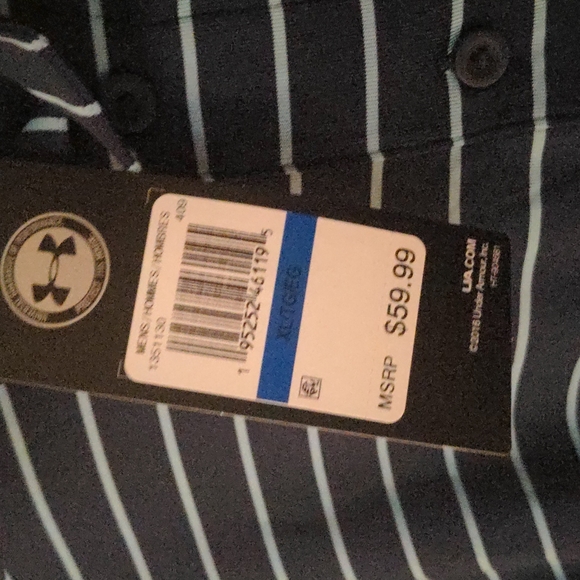 MENS / HOMMES / HOMBRES
1351130 409
1 95252 46119 5
XL/TG/EG
MSRP $59.99
UA.COM
©2018 Under Armour, Inc.